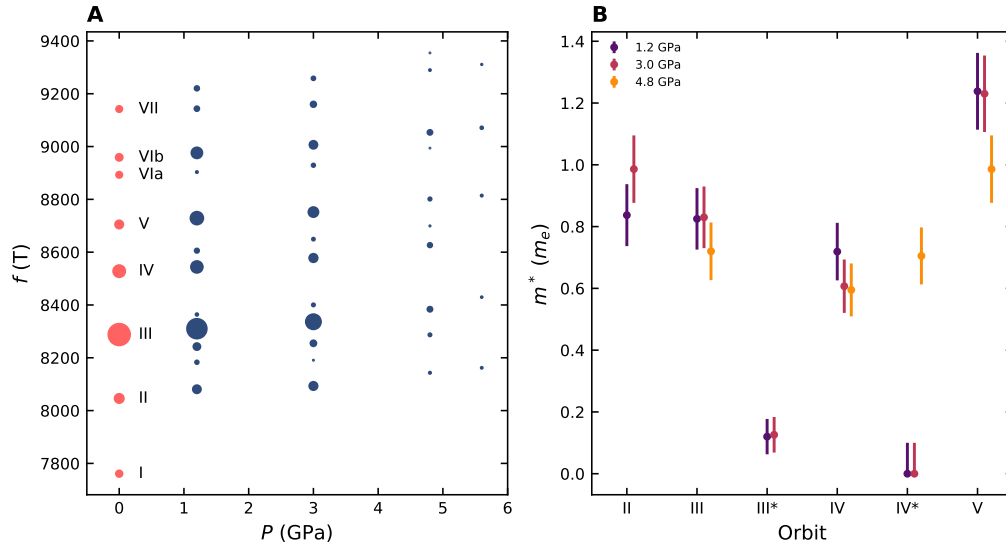 A
9400
9200
9000
8800
8600
8400
8200
8000
7800
f (T)
VII
VIb
VIa
V
IV
III
II
I
0 1 2 3 4 5 6
P (GPa)
B
1.4
1.2
1.0
0.8
0.6
0.4
0.2
0.0
m* (me)
1.2 GPa
3.0 GPa
4.8 GPa
II III III* IV IV* V
Orbit